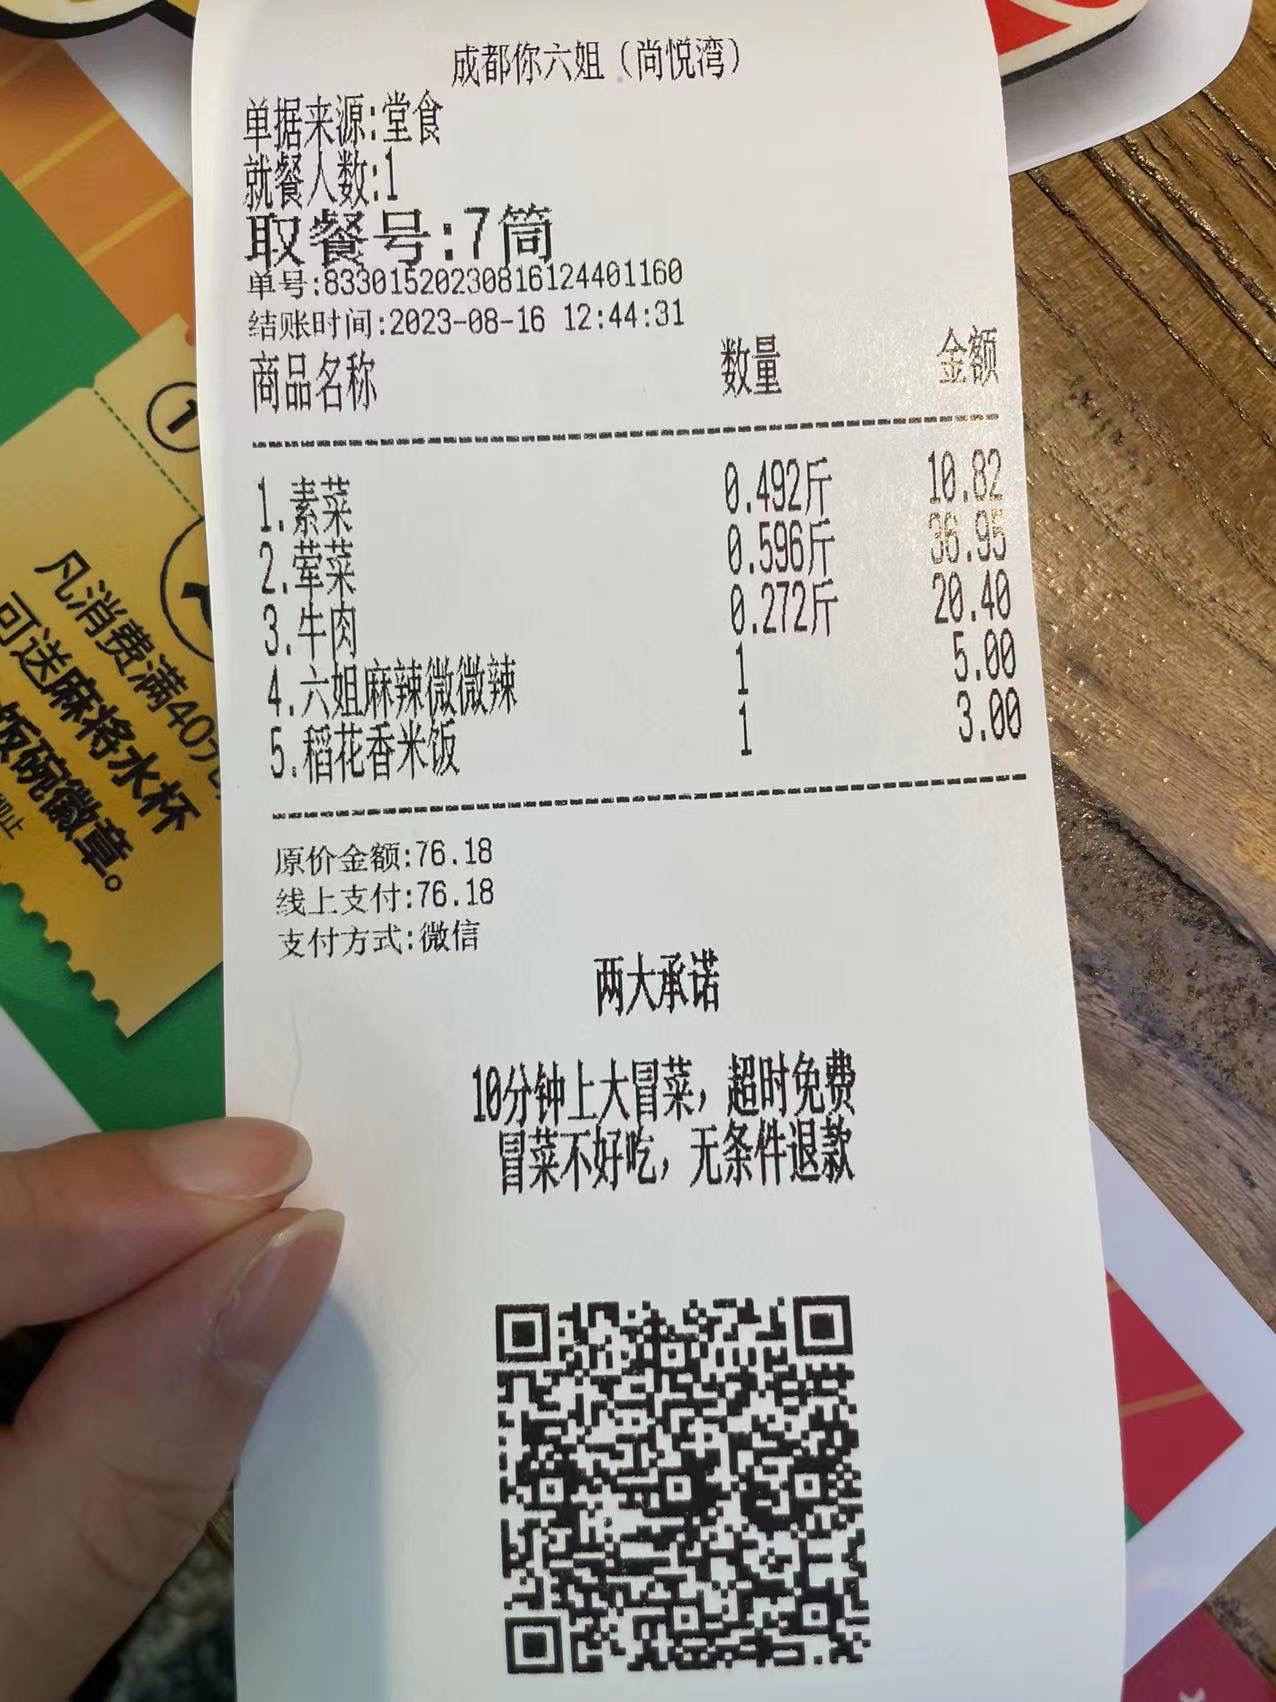 成都你六姐(尚悦湾)
单据来源:堂食
就餐人数:1
取餐号:7筒
单号:83301520230816124401160
结账时间:2023-08-16 12:44:31
商品名称 数量 金额
1.素菜 0.492斤 10.82
2.荤菜 0.596斤 36.95
3.牛肉 0.272斤 20.40
4.六姐麻辣微微辣 1 5.00
5.稻花香米饭 1 3.00
原价金额:76.18
线上支付:76.18
支付方式:微信
两大承诺
10分钟上大冒菜，超时免费
冒菜不好吃，无条件退款
1
凡消费满40元
可送麻将水杯
饭碗徽章。